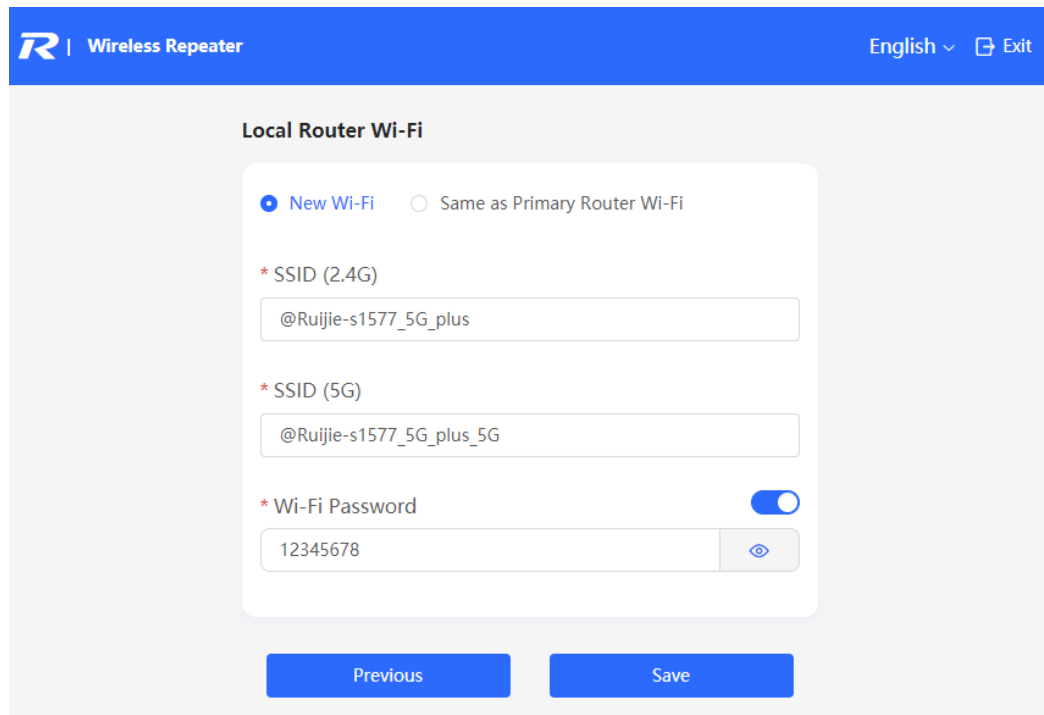 R | Wireless Repeater English Exit
Local Router Wi-Fi
New Wi-Fi Same as Primary Router Wi-Fi
* SSID (2.4G)
@Ruijie-s1577_5G_plus
* SSID (5G)
@Ruijie-s1577_5G_plus_5G
* Wi-Fi Password
12345678
Previous Save